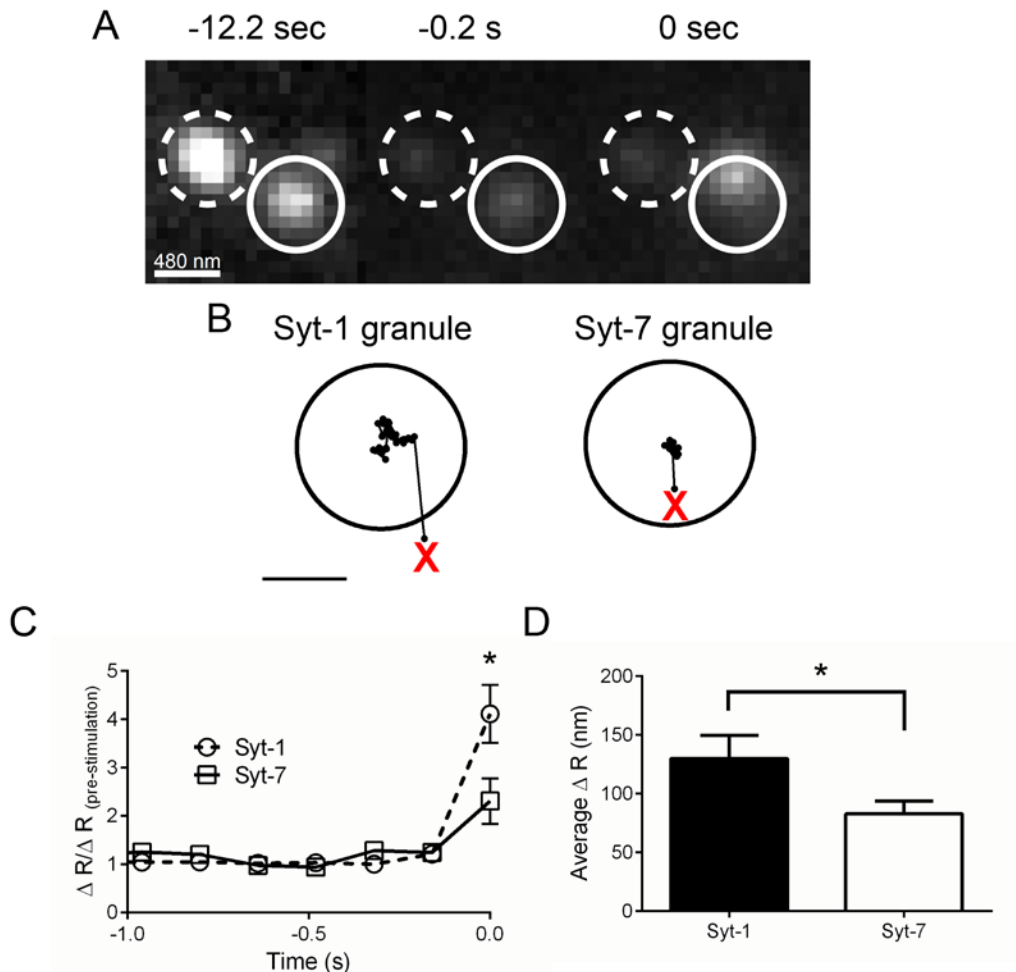 A
-12.2 sec -0.2 s 0 sec
480 nm
B
Syt-1 granule Syt-7 granule
X X
C
5
4
3
2
1
0
Δ R/Δ R (pre-stimulation)
*
Syt-1
Syt-7
-1.0 -0.5 0.0
Time (s)
D
200
150
100
50
0
Average Δ R (nm)
*
Syt-1 Syt-7